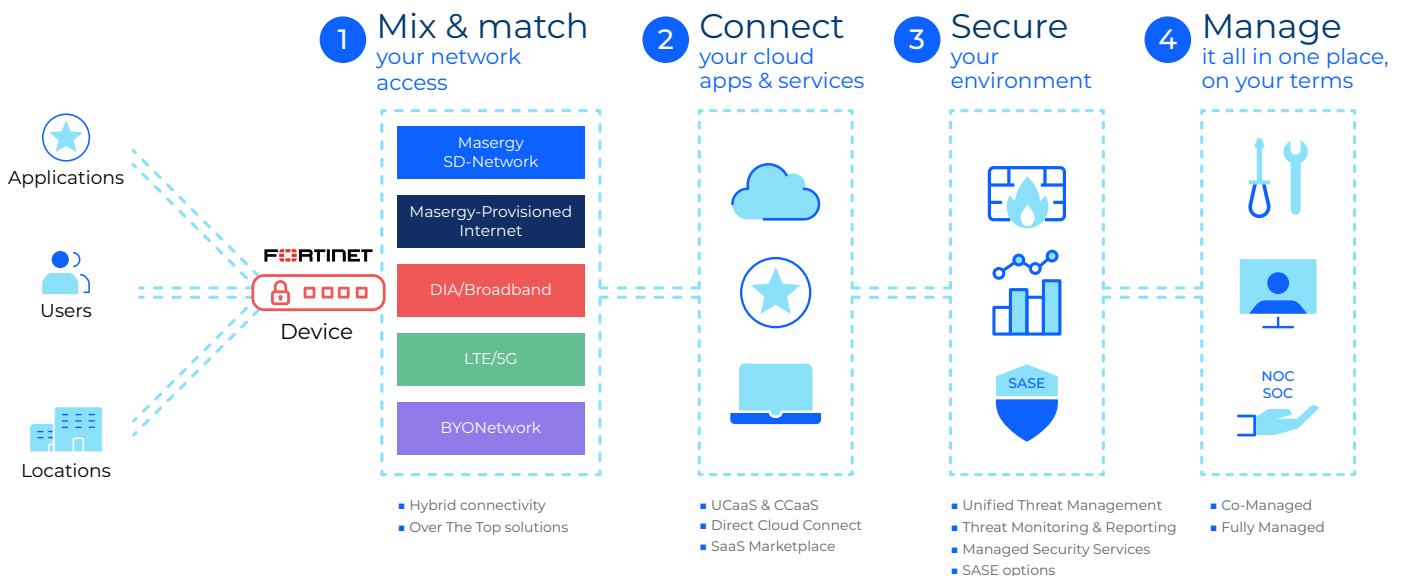 1 Mix & match
your network
access
2 Connect
your cloud
apps & services
3 Secure
your
environment
4 Manage
it all in one place,
on your terms
Applications
Users
Locations
FORTINET
Device
Masergy
SD-Network
Masergy-Provisioned
Internet
DIA/Broadband
LTE/5G
BYONetwork
SASE
NOC
SOC
▪ Hybrid connectivity
▪ Over The Top solutions
▪ UCaaS & CCaaS
▪ Direct Cloud Connect
▪ SaaS Marketplace
▪ Unified Threat Management
▪ Threat Monitoring & Reporting
▪ Managed Security Services
▪ SASE options
▪ Co-Managed
▪ Fully Managed